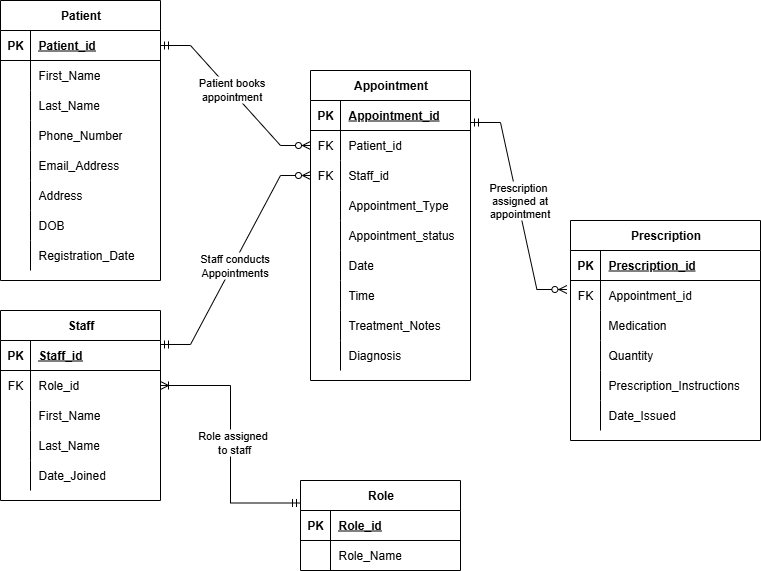 Patient
PK Patient_id
First_Name
Last_Name
Phone_Number
Email_Address
Address
DOB
Registration_Date
Patient books
appointment
Appointment
PK Appointment_id
FK Patient_id
FK Staff_id
Appointment_Type
Appointment_status
Date
Time
Treatment_Notes
Diagnosis
Staff conducts
Appointments
Prescription
assigned at
appointment
Prescription
PK Prescription_id
FK Appointment_id
Medication
Quantity
Prescription_Instructions
Date_Issued
Staff
PK Staff_id
FK Role_id
First_Name
Last_Name
Date_Joined
Role assigned
to staff
Role
PK Role_id
Role_Name